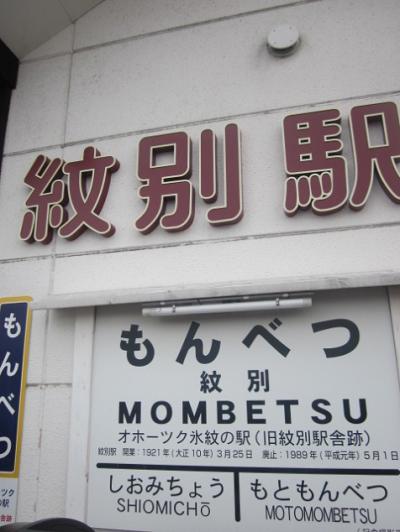 紋別駅
もんべつ
紋別
MOMBETSU
オホーツク氷紋の駅(旧紋別駅舎跡)
紋別駅 開業:1921年(大正10年)3月25日 廃止:1989年(平成元年)5月1日
しおみちょう
SHIOMICHŌ
もともんべつ
MOTOMOMBETSU
もんべつ